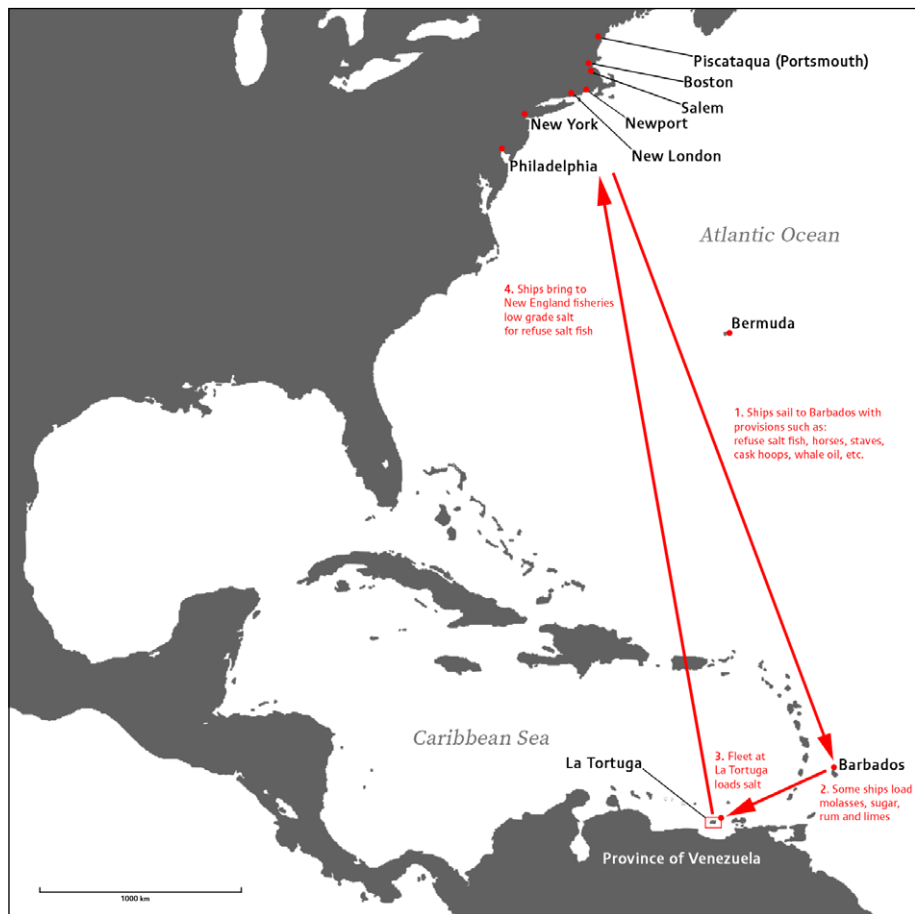 Piscataqua (Portsmouth)
Boston
Salem
New York
Newport
New London
Philadelphia
Atlantic Ocean
4. Ships bring to
New England fisheries
low grade salt
for refuse salt fish
Bermuda
1. Ships sail to Barbados with
provisions such as:
refuse salt fish, horses, staves,
cask hoops, whale oil, etc.
Caribbean Sea
3. Fleet at
La Tortuga
loads salt
La Tortuga
Barbados
2. Some ships load
molasses, sugar,
rum and limes
Province of Venezuela
1000 km